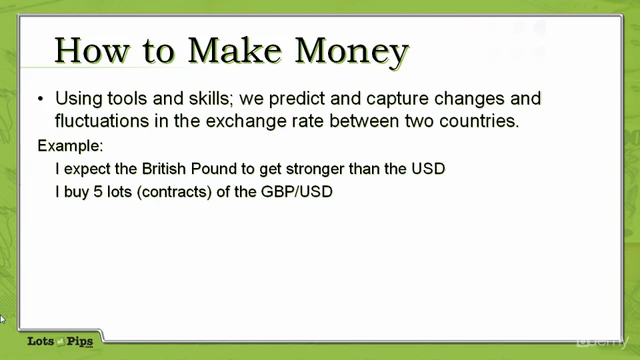 How to Make Money
• Using tools and skills; we predict and capture changes and
fluctuations in the exchange rate between two countries.
Example:
I expect the British Pound to get stronger than the USD
I buy 5 lots (contracts) of the GBP/USD
Lots of Pips